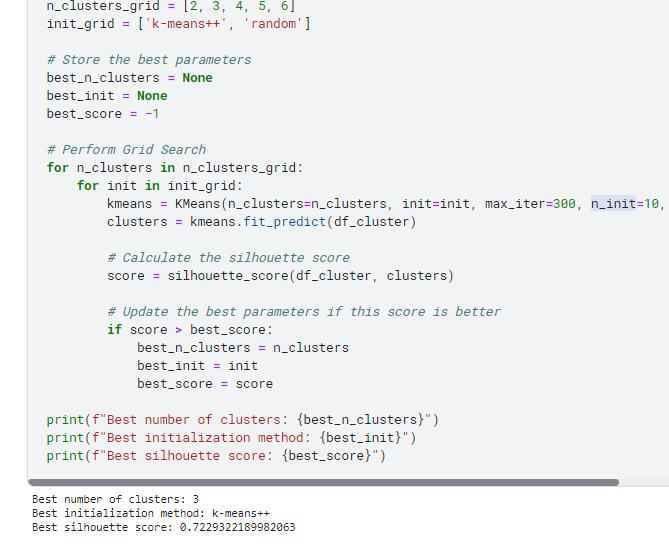 n_clusters_grid = [2, 3, 4, 5, 6]
init_grid = ['k-means++', 'random']

# Store the best parameters
best_n_clusters = None
best_init = None
best_score = -1

# Perform Grid Search
for n_clusters in n_clusters_grid:
    for init in init_grid:
        kmeans = KMeans(n_clusters=n_clusters, init=init, max_iter=300, n_init=10,
        clusters = kmeans.fit_predict(df_cluster)

        # Calculate the silhouette score
        score = silhouette_score(df_cluster, clusters)

        # Update the best parameters if this score is better
        if score > best_score:
            best_n_clusters = n_clusters
            best_init = init
            best_score = score

print(f"Best number of clusters: {best_n_clusters}")
print(f"Best initialization method: {best_init}")
print(f"Best silhouette score: {best_score}")

Best number of clusters: 3
Best initialization method: k-means++
Best silhouette score: 0.7229322189982063